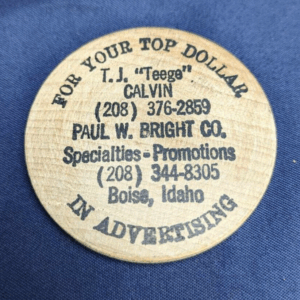 FOR YOUR TOP DOLLAR
T. J. "Teege"
CALVIN
(208) 376-2859
PAUL W. BRIGHT CO.
Specialties-Promotions
(208) 344-8305
Boise, Idaho
IN ADVERTISING